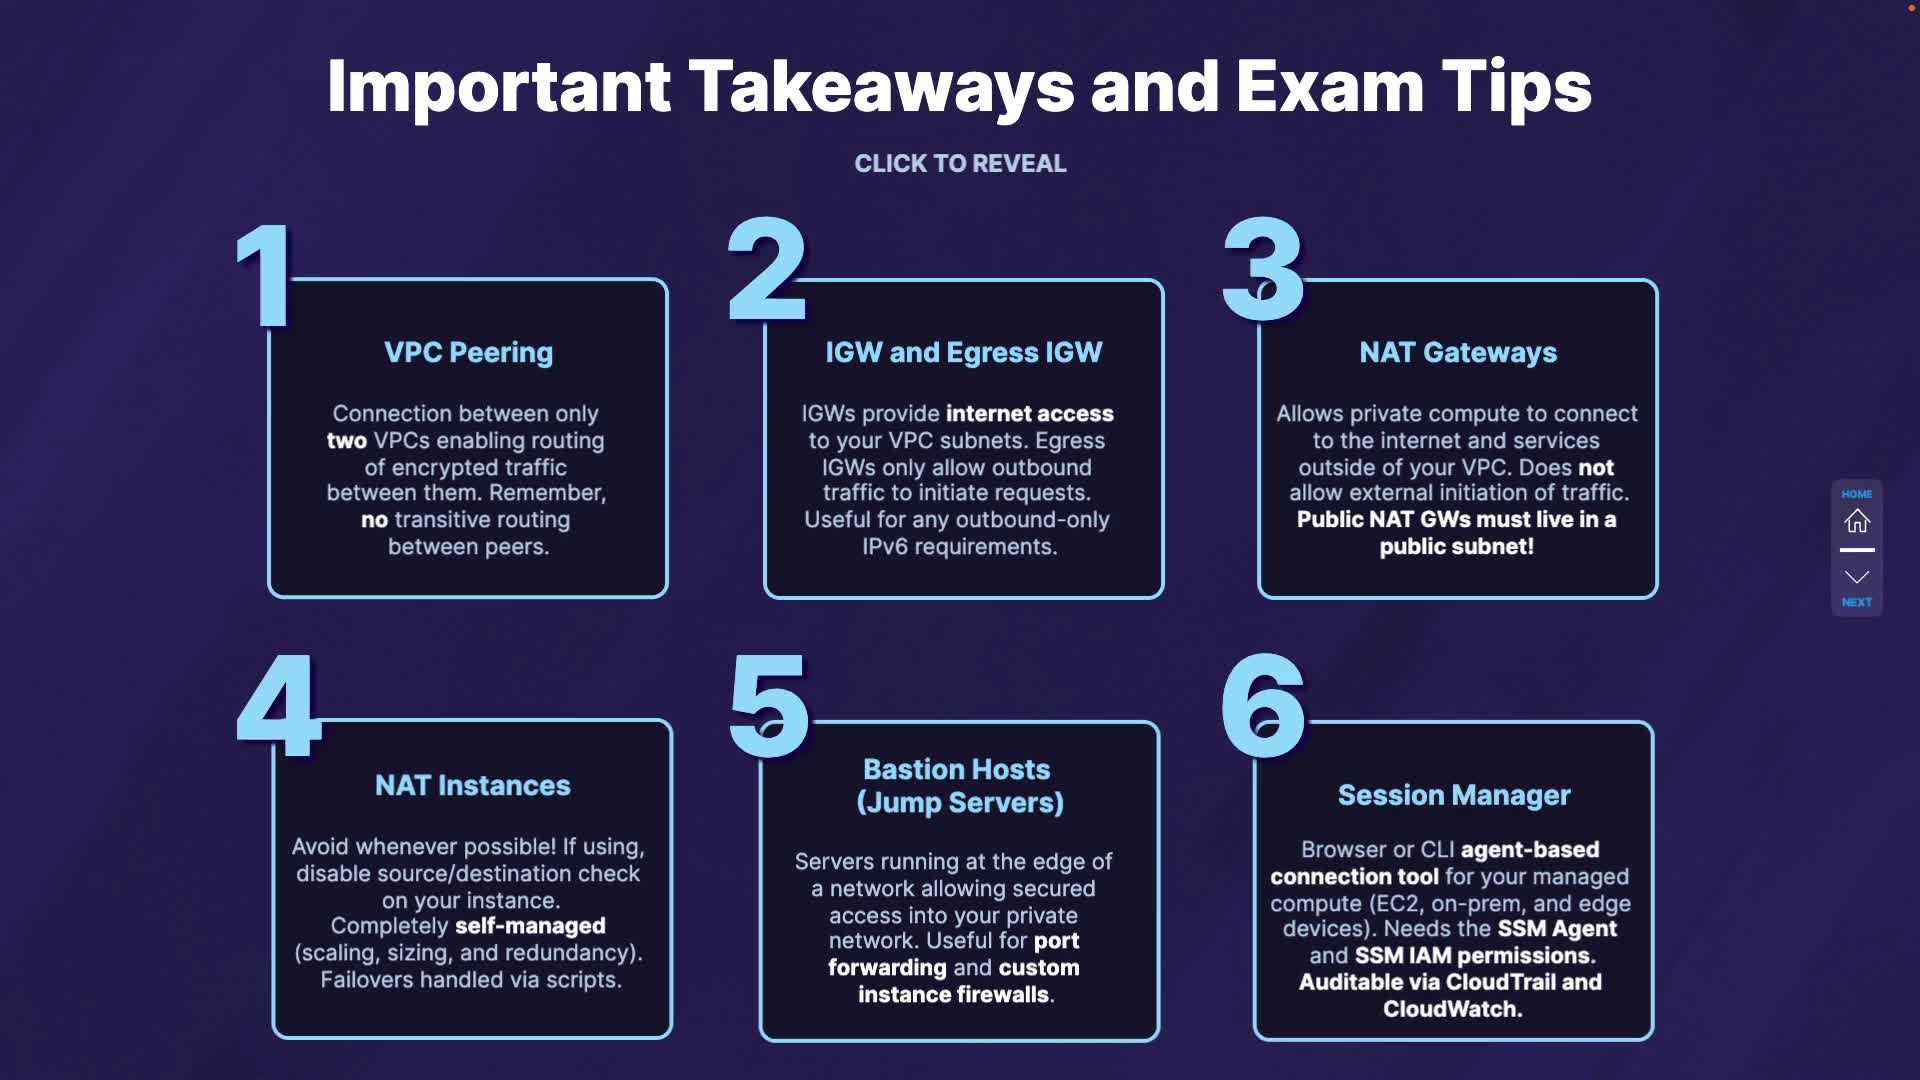 Important Takeaways and Exam Tips
CLICK TO REVEAL
1
VPC Peering
Connection between only
two VPCs enabling routing
of encrypted traffic
between them. Remember,
no transitive routing
between peers.
2
IGW and Egress IGW
IGWs provide internet access
to your VPC subnets. Egress
IGWs only allow outbound
traffic to initiate requests.
Useful for any outbound-only
IPv6 requirements.
3
NAT Gateways
Allows private compute to connect
to the internet and services
outside of your VPC. Does not
allow external initiation of traffic.
Public NAT GWs must live in a
public subnet!
HOME
NEXT
4
NAT Instances
Avoid whenever possible! If using,
disable source/destination check
on your instance.
Completely self-managed
(scaling, sizing, and redundancy).
Failovers handled via scripts.
5
Bastion Hosts
(Jump Servers)
Servers running at the edge of
a network allowing secured
access into your private
network. Useful for port
forwarding and custom
instance firewalls.
6
Session Manager
Browser or CLI agent-based
connection tool for your managed
compute (EC2, on-prem, and edge
devices). Needs the SSM Agent
and SSM IAM permissions.
Auditable via CloudTrail and
CloudWatch.